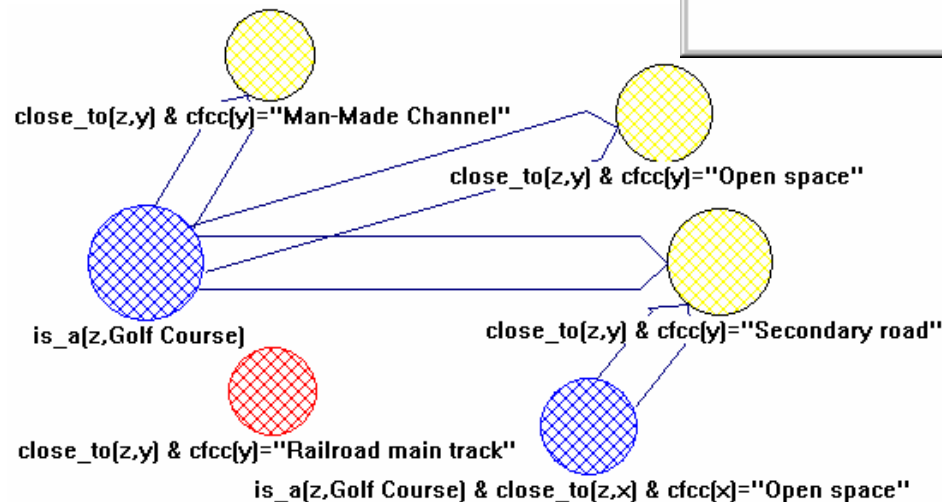 close_to(z,y) & cfcc(y)="Man-Made Channel"
close_to(z,y) & cfcc(y)="Open space"
is_a(z,Golf Course)
close_to(z,y) & cfcc(y)="Secondary road"
close_to(z,y) & cfcc(y)="Railroad main track"
is_a(z,Golf Course) & close_to(z,x) & cfcc(x)="Open space"